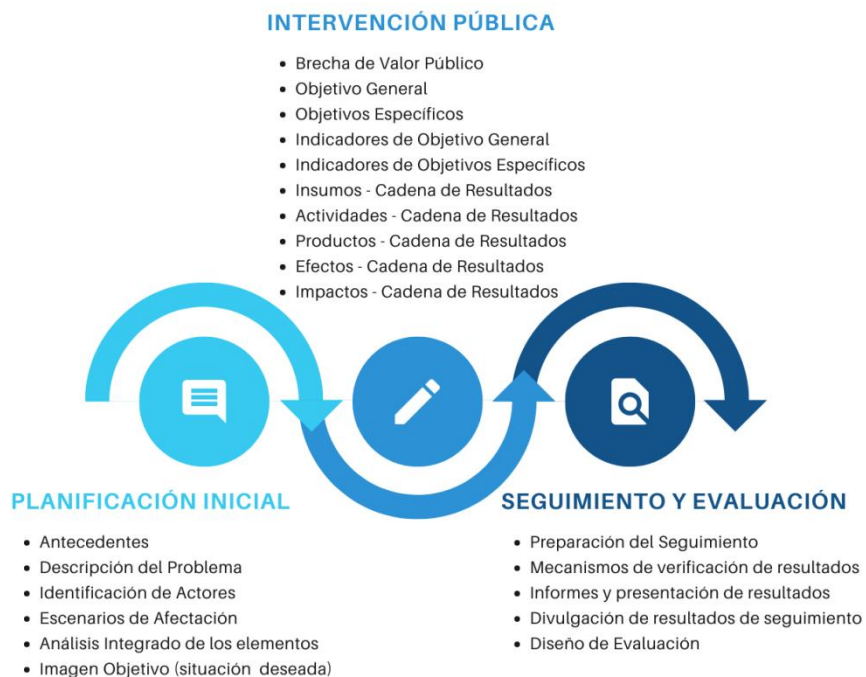 INTERVENCIÓN PÚBLICA
• Brecha de Valor Público
• Objetivo General
• Objetivos Específicos
• Indicadores de Objetivo General
• Indicadores de Objetivos Específicos
• Insumos - Cadena de Resultados
• Actividades - Cadena de Resultados
• Productos - Cadena de Resultados
• Efectos - Cadena de Resultados
• Impactos - Cadena de Resultados
PLANIFICACIÓN INICIAL
• Antecedentes
• Descripción del Problema
• Identificación de Actores
• Escenarios de Afectación
• Análisis Integrado de los elementos
• Imagen Objetivo (situación deseada)
SEGUIMIENTO Y EVALUACIÓN
• Preparación del Seguimiento
• Mecanismos de verificación de resultados
• Informes y presentación de resultados
• Divulgación de resultados de seguimiento
• Diseño de Evaluación